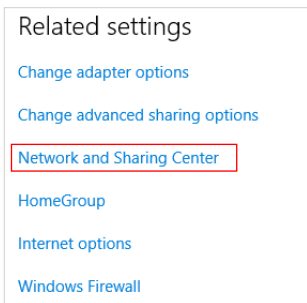 Related settings
Change adapter options
Change advanced sharing options
Network and Sharing Center
HomeGroup
Internet options
Windows Firewall